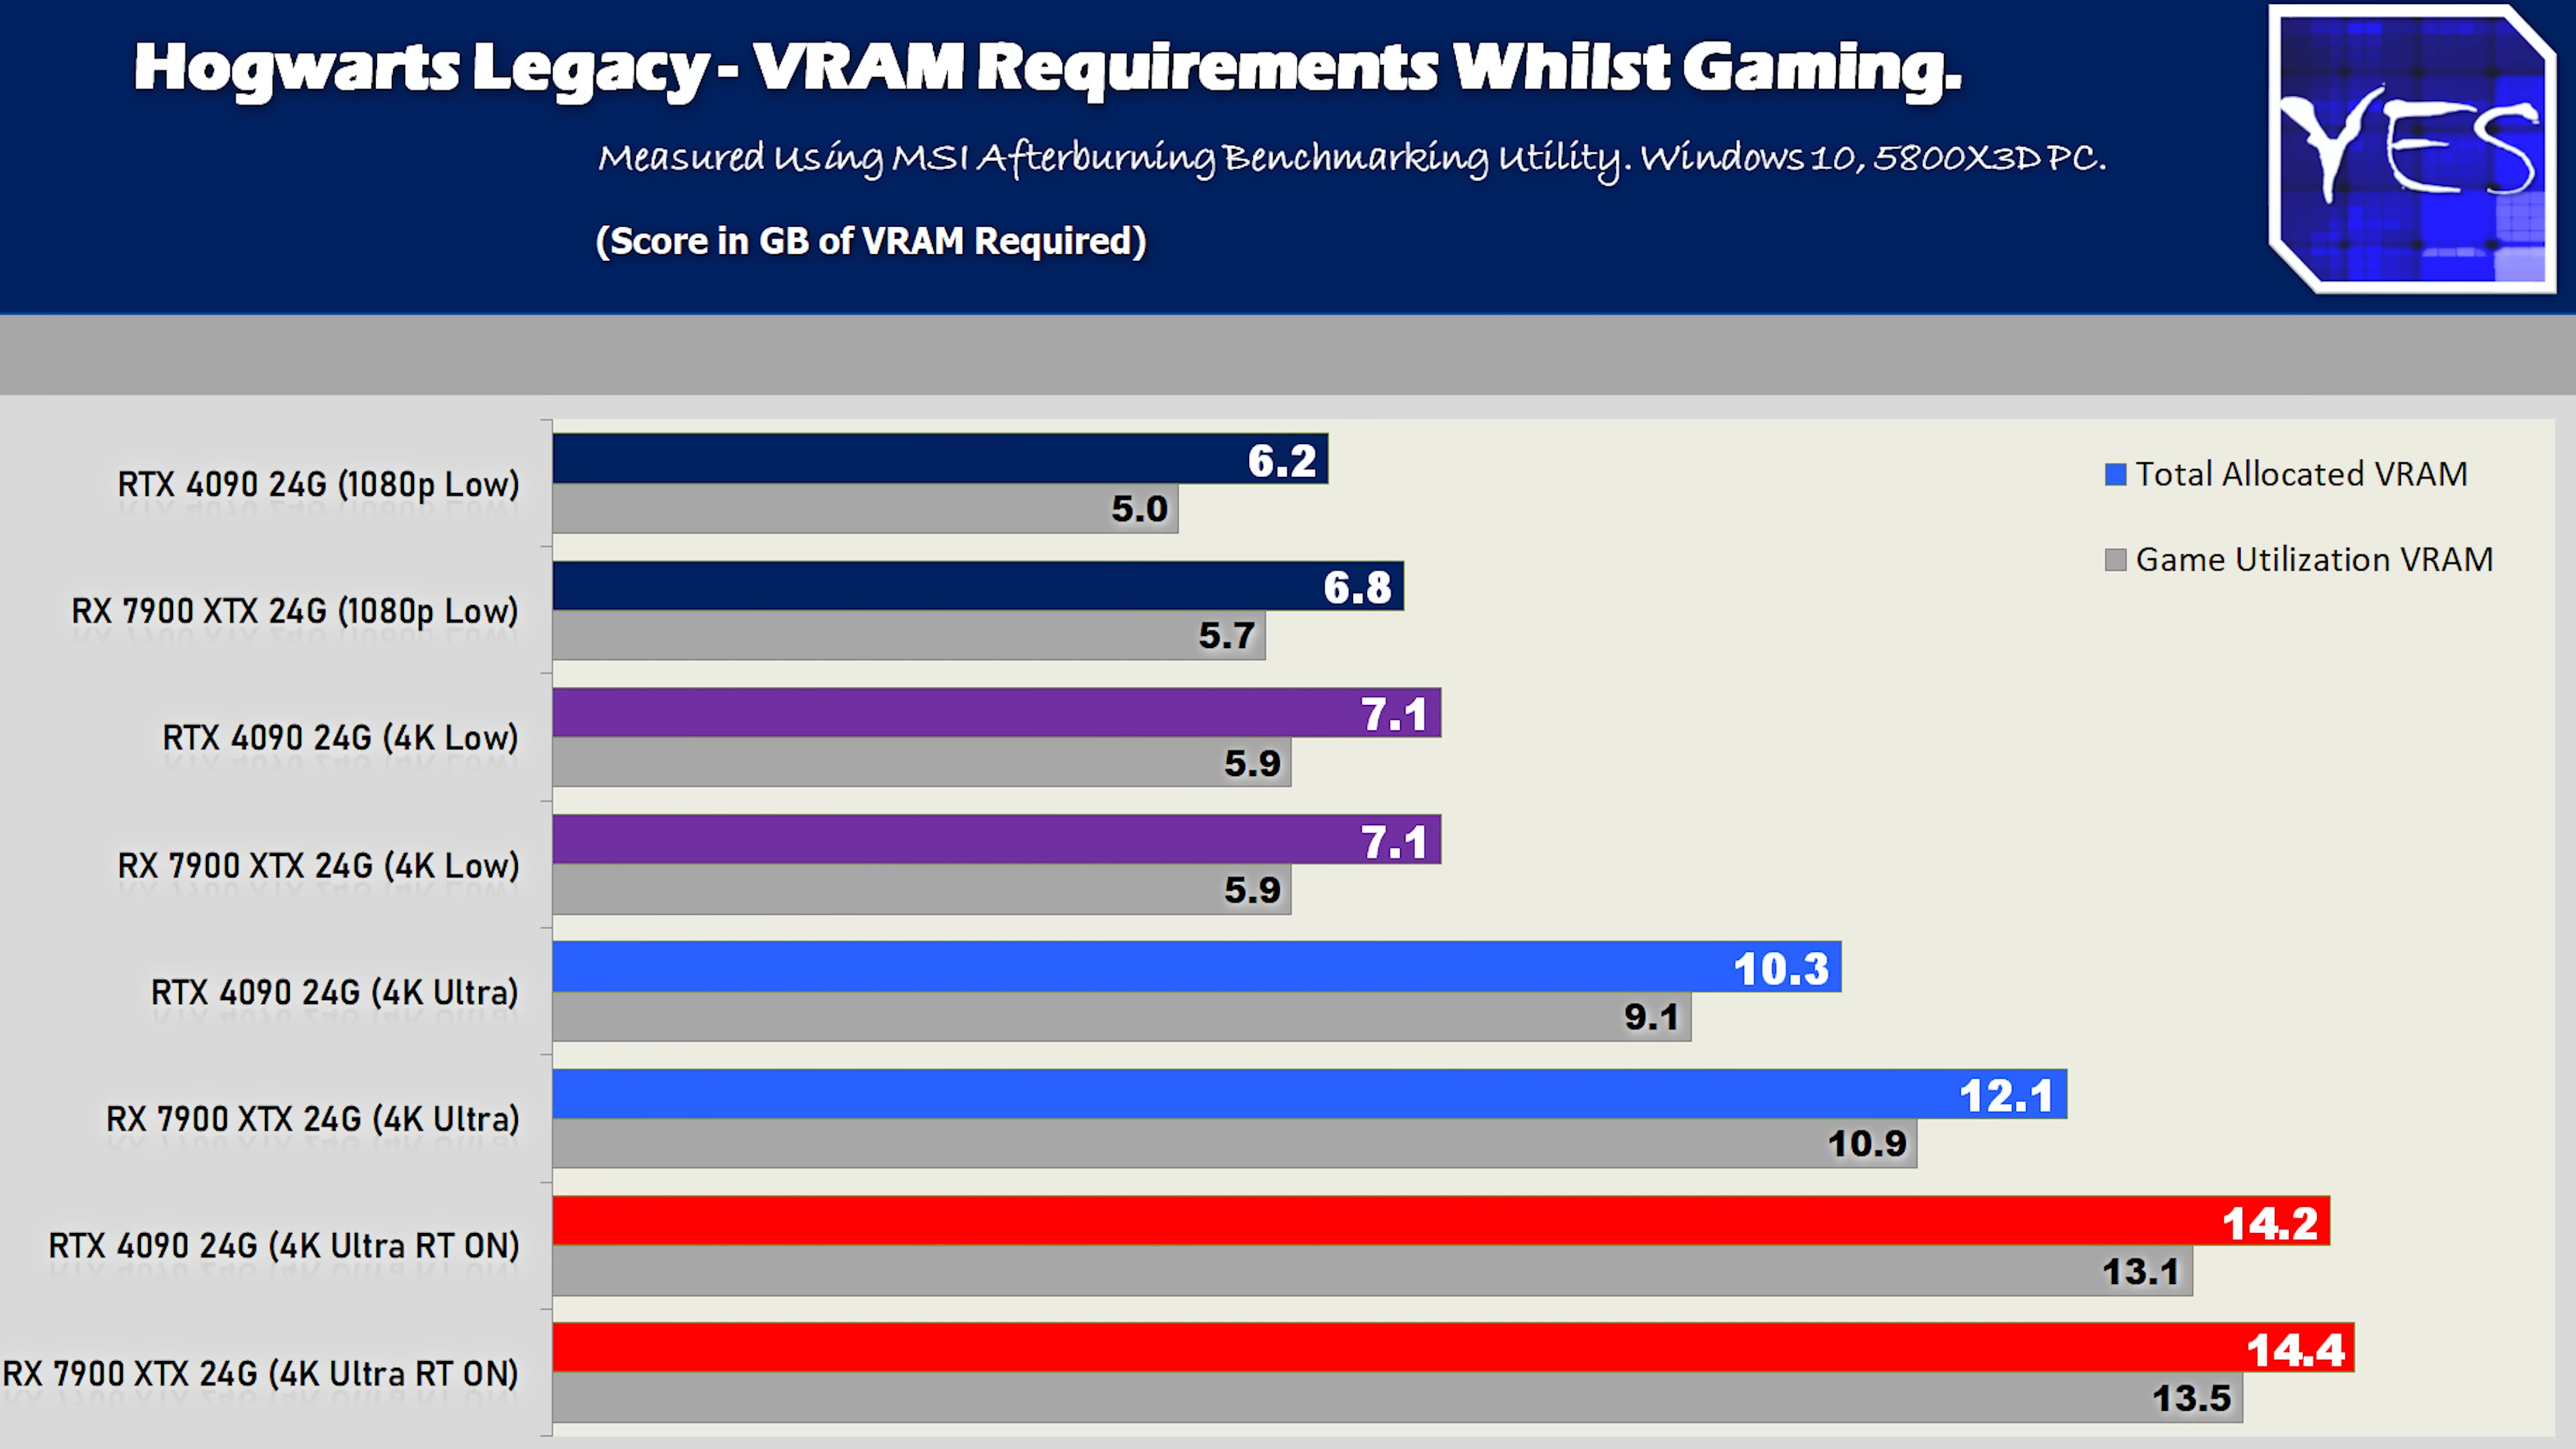 Hogwarts Legacy - VRAM Requirements Whilst Gaming.
YES
Measured Using MSI Afterburning Benchmarking Utility. Windows 10, 5800X3D PC.
(Score in GB of VRAM Required)
Total Allocated VRAM
Game Utilization VRAM
RTX 4090 24G (1080p Low)
6.2
5.0
RX 7900 XTX 24G (1080p Low)
6.8
5.7
RTX 4090 24G (4K Low)
7.1
5.9
RX 7900 XTX 24G (4K Low)
7.1
5.9
RTX 4090 24G (4K Ultra)
10.3
9.1
RX 7900 XTX 24G (4K Ultra)
12.1
10.9
RTX 4090 24G (4K Ultra RT ON)
14.2
13.1
RX 7900 XTX 24G (4K Ultra RT ON)
14.4
13.5